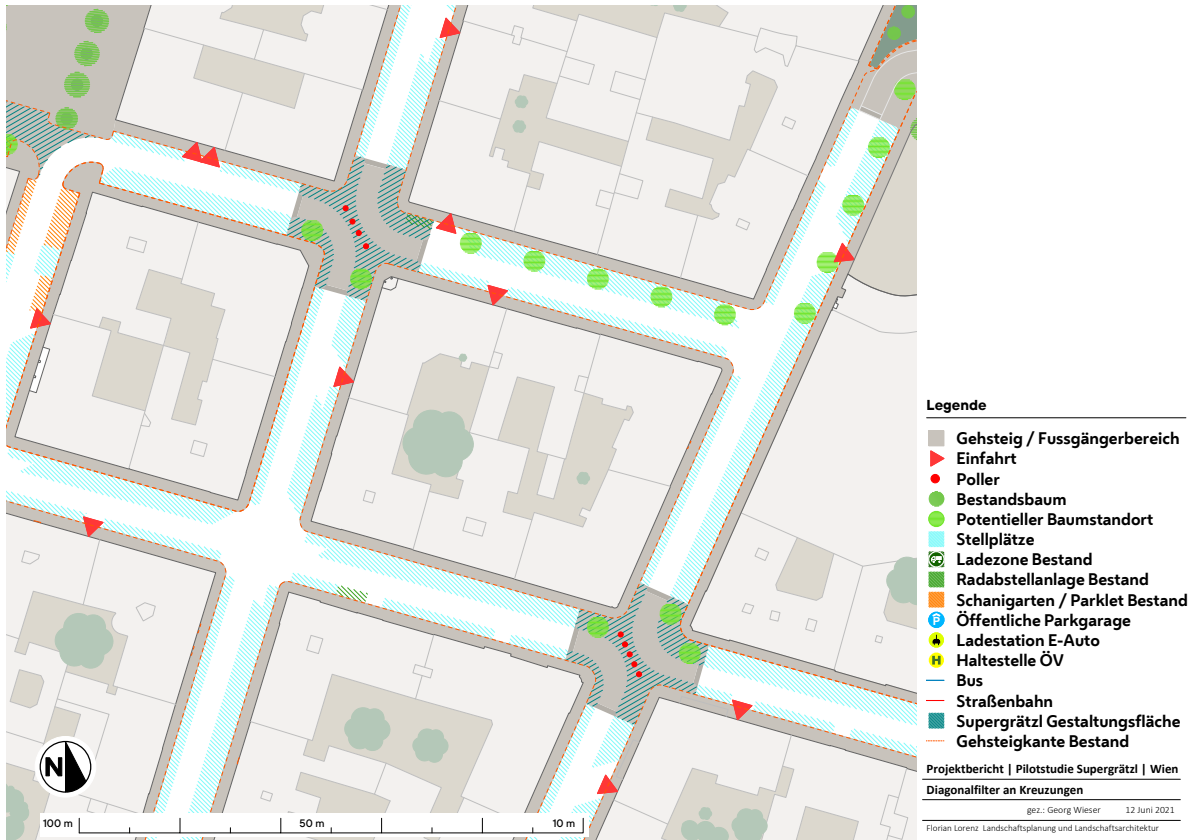 N
100 m
50 m
10 m
Legende
Gehsteig / Fussgängerbereich
Einfahrt
Poller
Bestandsbaum
Potentieller Baumstandort
Stellplätze
Ladezone Bestand
Radabstellanlage Bestand
Schanigarten / Parklet Bestand
P Öffentliche Parkgarage
Ladestation E-Auto
H Haltestelle ÖV
Bus
Straßenbahn
Supergrätzl Gestaltungsfläche
Gehsteigkante Bestand
Projektbericht | Pilotstudie Supergrätzl | Wien
Diagonalfilter an Kreuzungen
gez.: Georg Wieser 12 Juni 2021
Florian Lorenz Landschaftsplanung und Landschaftsarchitektur